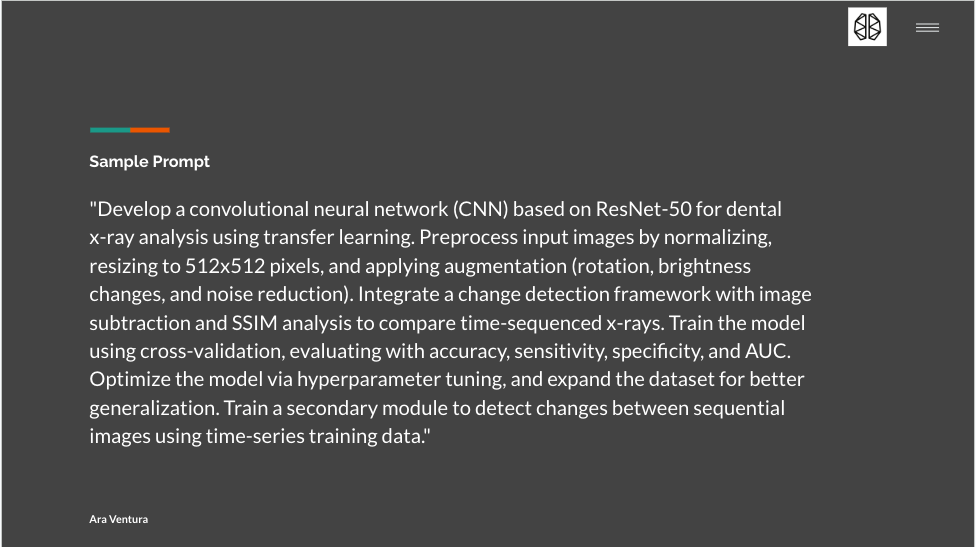 Sample Prompt
"Develop a convolutional neural network (CNN) based on ResNet-50 for dental
x-ray analysis using transfer learning. Preprocess input images by normalizing,
resizing to 512x512 pixels, and applying augmentation (rotation, brightness
changes, and noise reduction). Integrate a change detection framework with image
subtraction and SSIM analysis to compare time-sequenced x-rays. Train the model
using cross-validation, evaluating with accuracy, sensitivity, specificity, and AUC.
Optimize the model via hyperparameter tuning, and expand the dataset for better
generalization. Train a secondary module to detect changes between sequential
images using time-series training data."
Ara Ventura